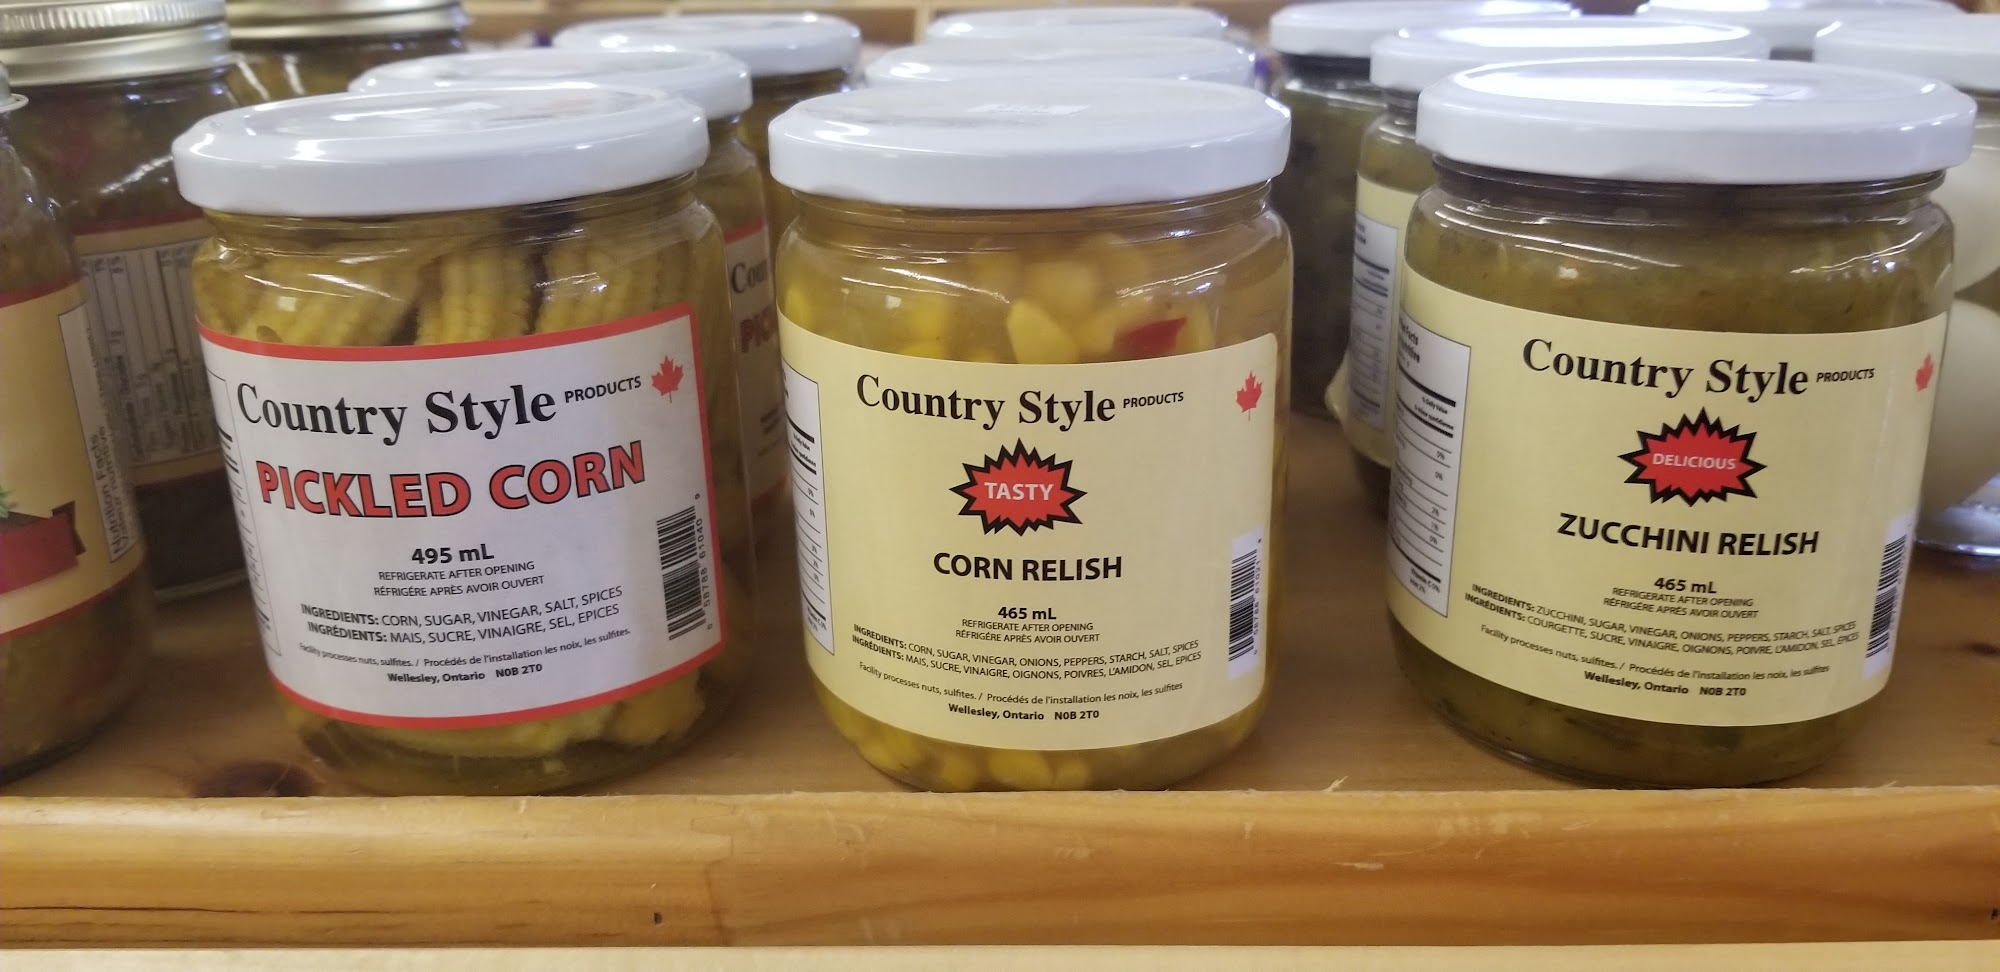 Country Style PRODUCTS
PICKLED CORN
495 mL
REFRIGERATE AFTER OPENING
RÉFRIGÉRE APRÈS AVOIR OUVERT
INGREDIENTS: CORN, SUGAR, VINEGAR, SALT, SPICES
INGRÉDIENTS: MAIS, SUCRE, VINAIGRE, SEL, EPICES
Facility processes nuts, sulfites. / Procédés de l'installation les noix, les sulfites.
Wellesley, Ontario N0B 2T0
Country Style PRODUCTS
TASTY
CORN RELISH
465 mL
REFRIGERATE AFTER OPENING
RÉFRIGÉRE APRÈS AVOIR OUVERT
INGREDIENTS: CORN, SUGAR, VINEGAR, ONIONS, PEPPERS, STARCH, SALT, SPICES
INGRÉDIENTS: MAIS, SUCRE, VINAIGRE, OIGNONS, POIVRES, L'AMIDON, SEL, EPICES
Facility processes nuts, sulfites. / Procédés de l'installation les noix, les sulfites
Wellesley, Ontario N0B 2T0
Country Style PRODUCTS
DELICIOUS
ZUCCHINI RELISH
465 mL
REFRIGERATE AFTER OPENING
RÉFRIGÉRE APRÈS AVOIR OUVERT
INGREDIENTS: ZUCCHINI, SUGAR, VINEGAR, ONIONS, PEPPERS, STARCH, SALT, SPICES
INGRÉDIENTS: COURGETTE, SUCRE, VINAIGRE, OIGNONS, POIVRE, L'AMIDON, SEL, EPICES
Facility processes nuts, sulfites. / Procédés de l'installation les noix, les sulfites
Wellesley, Ontario N0B 2T0
Nutrition Facts